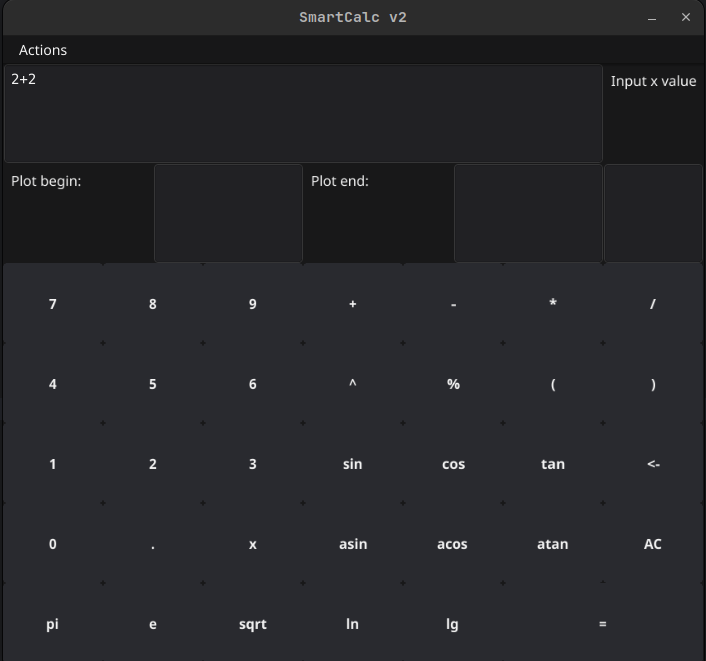 SmartCalc v2
Actions
2+2
Input x value
Plot begin: Plot end:
7 8 9 + - * /
4 5 6 ^ % ( )
1 2 3 sin cos tan <-
0 . x asin acos atan AC
pi e sqrt ln lg =